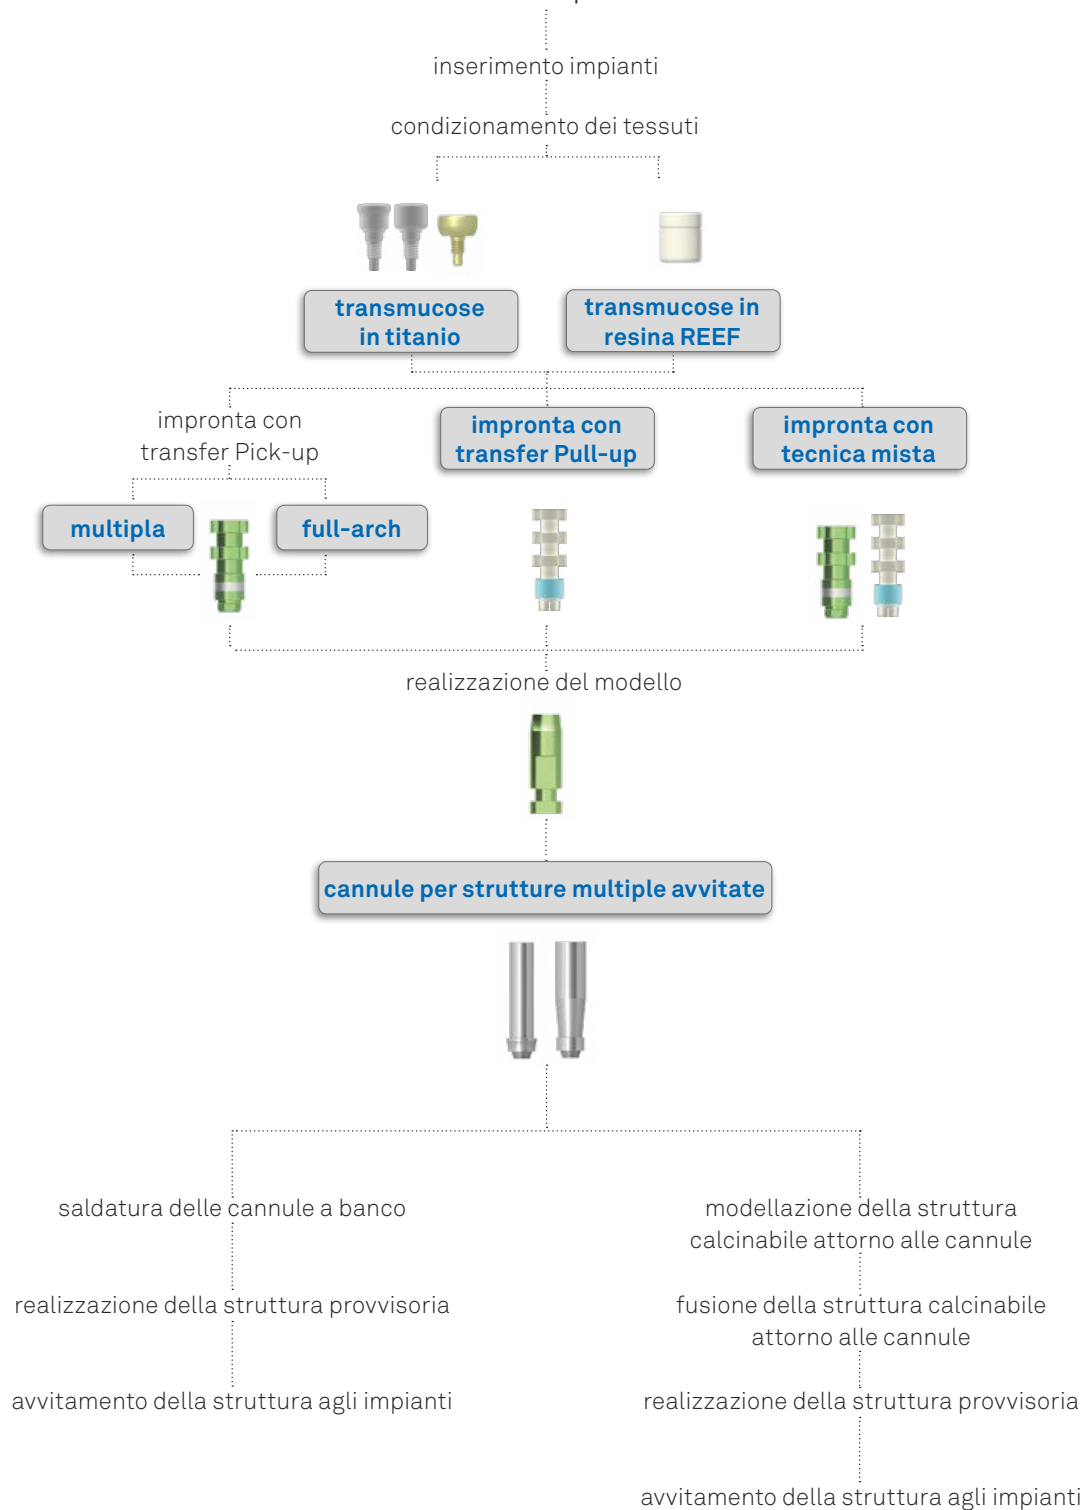 inserimento impianti
condizionamento dei tessuti
transmucose
in titanio
transmucose in
resina REEF
impronta con
transfer Pick-up
impronta con
transfer Pull-up
impronta con
tecnica mista
multipla
full-arch
realizzazione del modello
cannule per strutture multiple avvitate
saldatura delle cannule a banco
modellazione della struttura
calcinabile attorno alle cannule
realizzazione della struttura provvisoria
fusione della struttura calcinabile
attorno alle cannule
avvitamento della struttura agli impianti
realizzazione della struttura provvisoria
avvitamento della struttura agli impianti